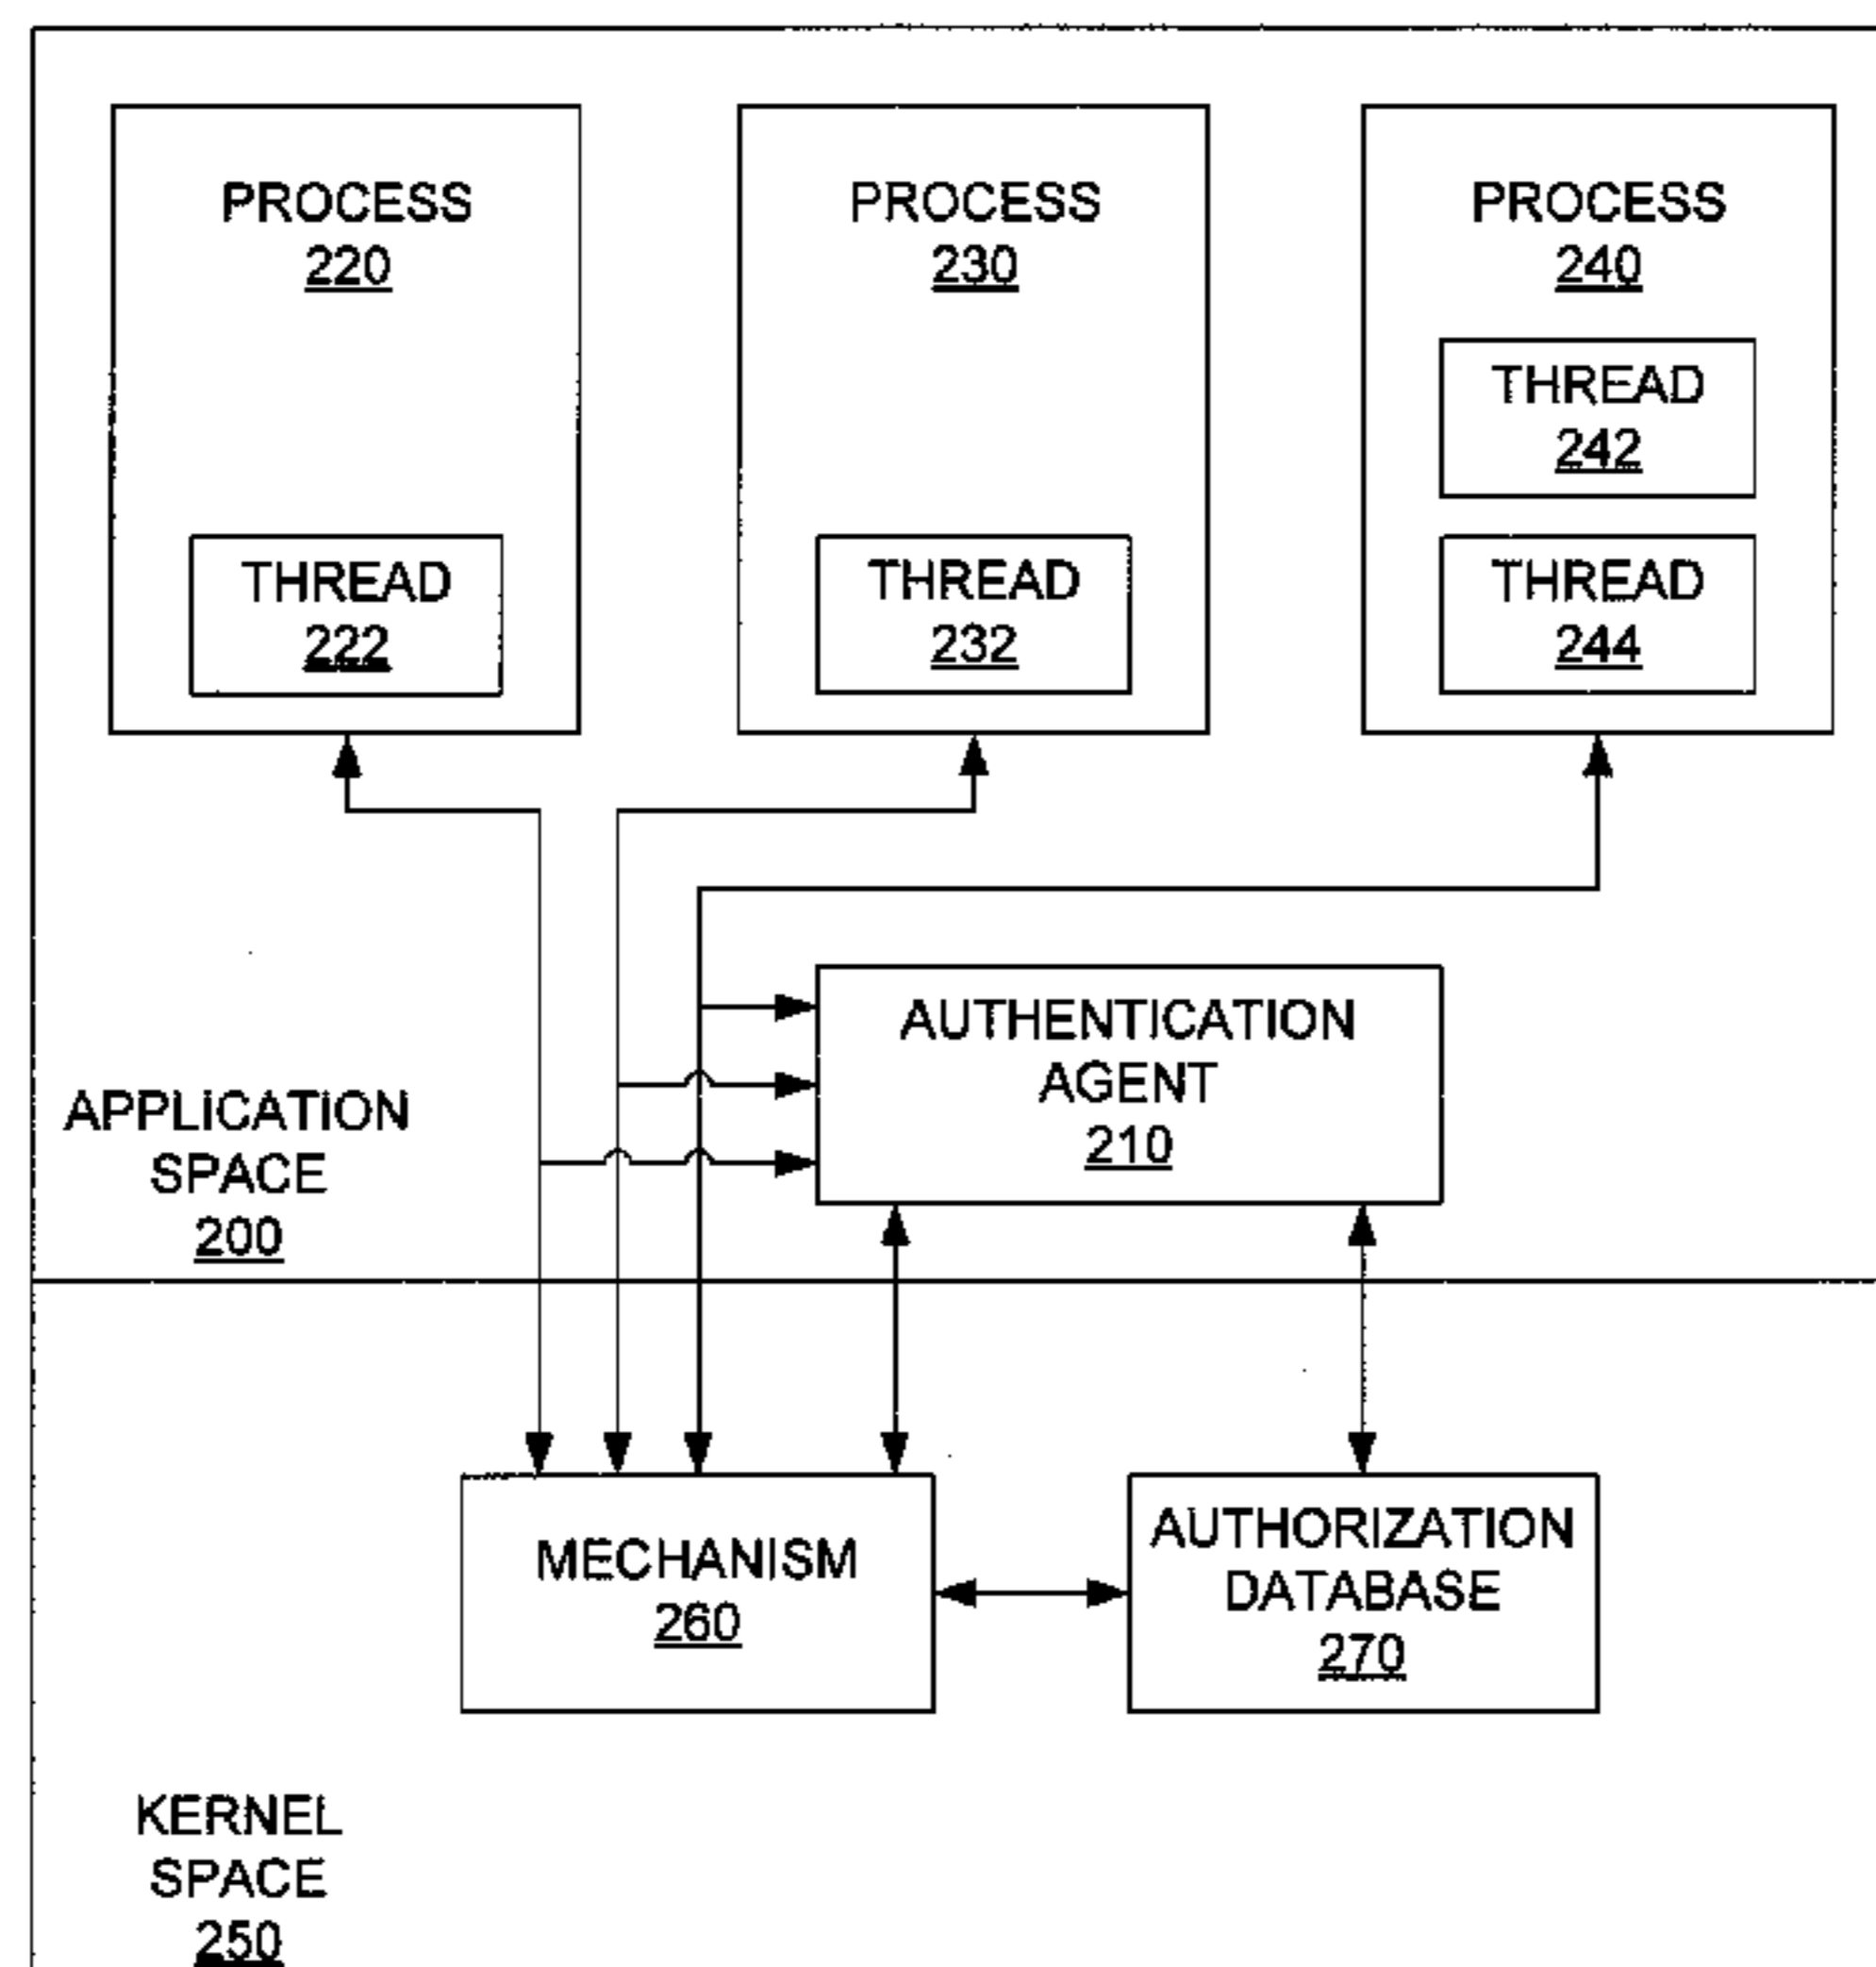 PROCESS
220
THREAD
222
PROCESS
230
THREAD
232
PROCESS
240
THREAD
242
THREAD
244
AUTHENTICATION
AGENT
210
APPLICATION
SPACE
200
MECHANISM
260
AUTHORIZATION
DATABASE
270
KERNEL
SPACE
250